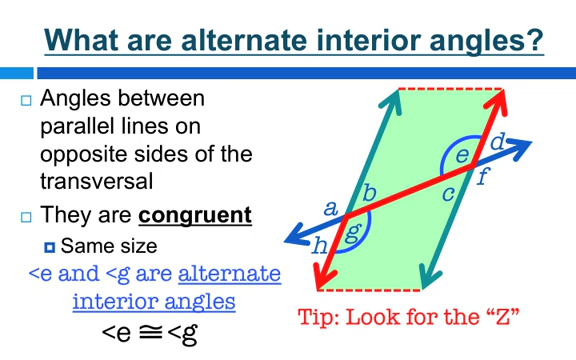 What are alternate interior angles?
Angles between
parallel lines on
opposite sides of the
transversal
They are congruent
Same size
<e and <g are alternate
interior angles
<e ≅ <g
d
e
f
b
c
a
g
h
Tip: Look for the “Z”